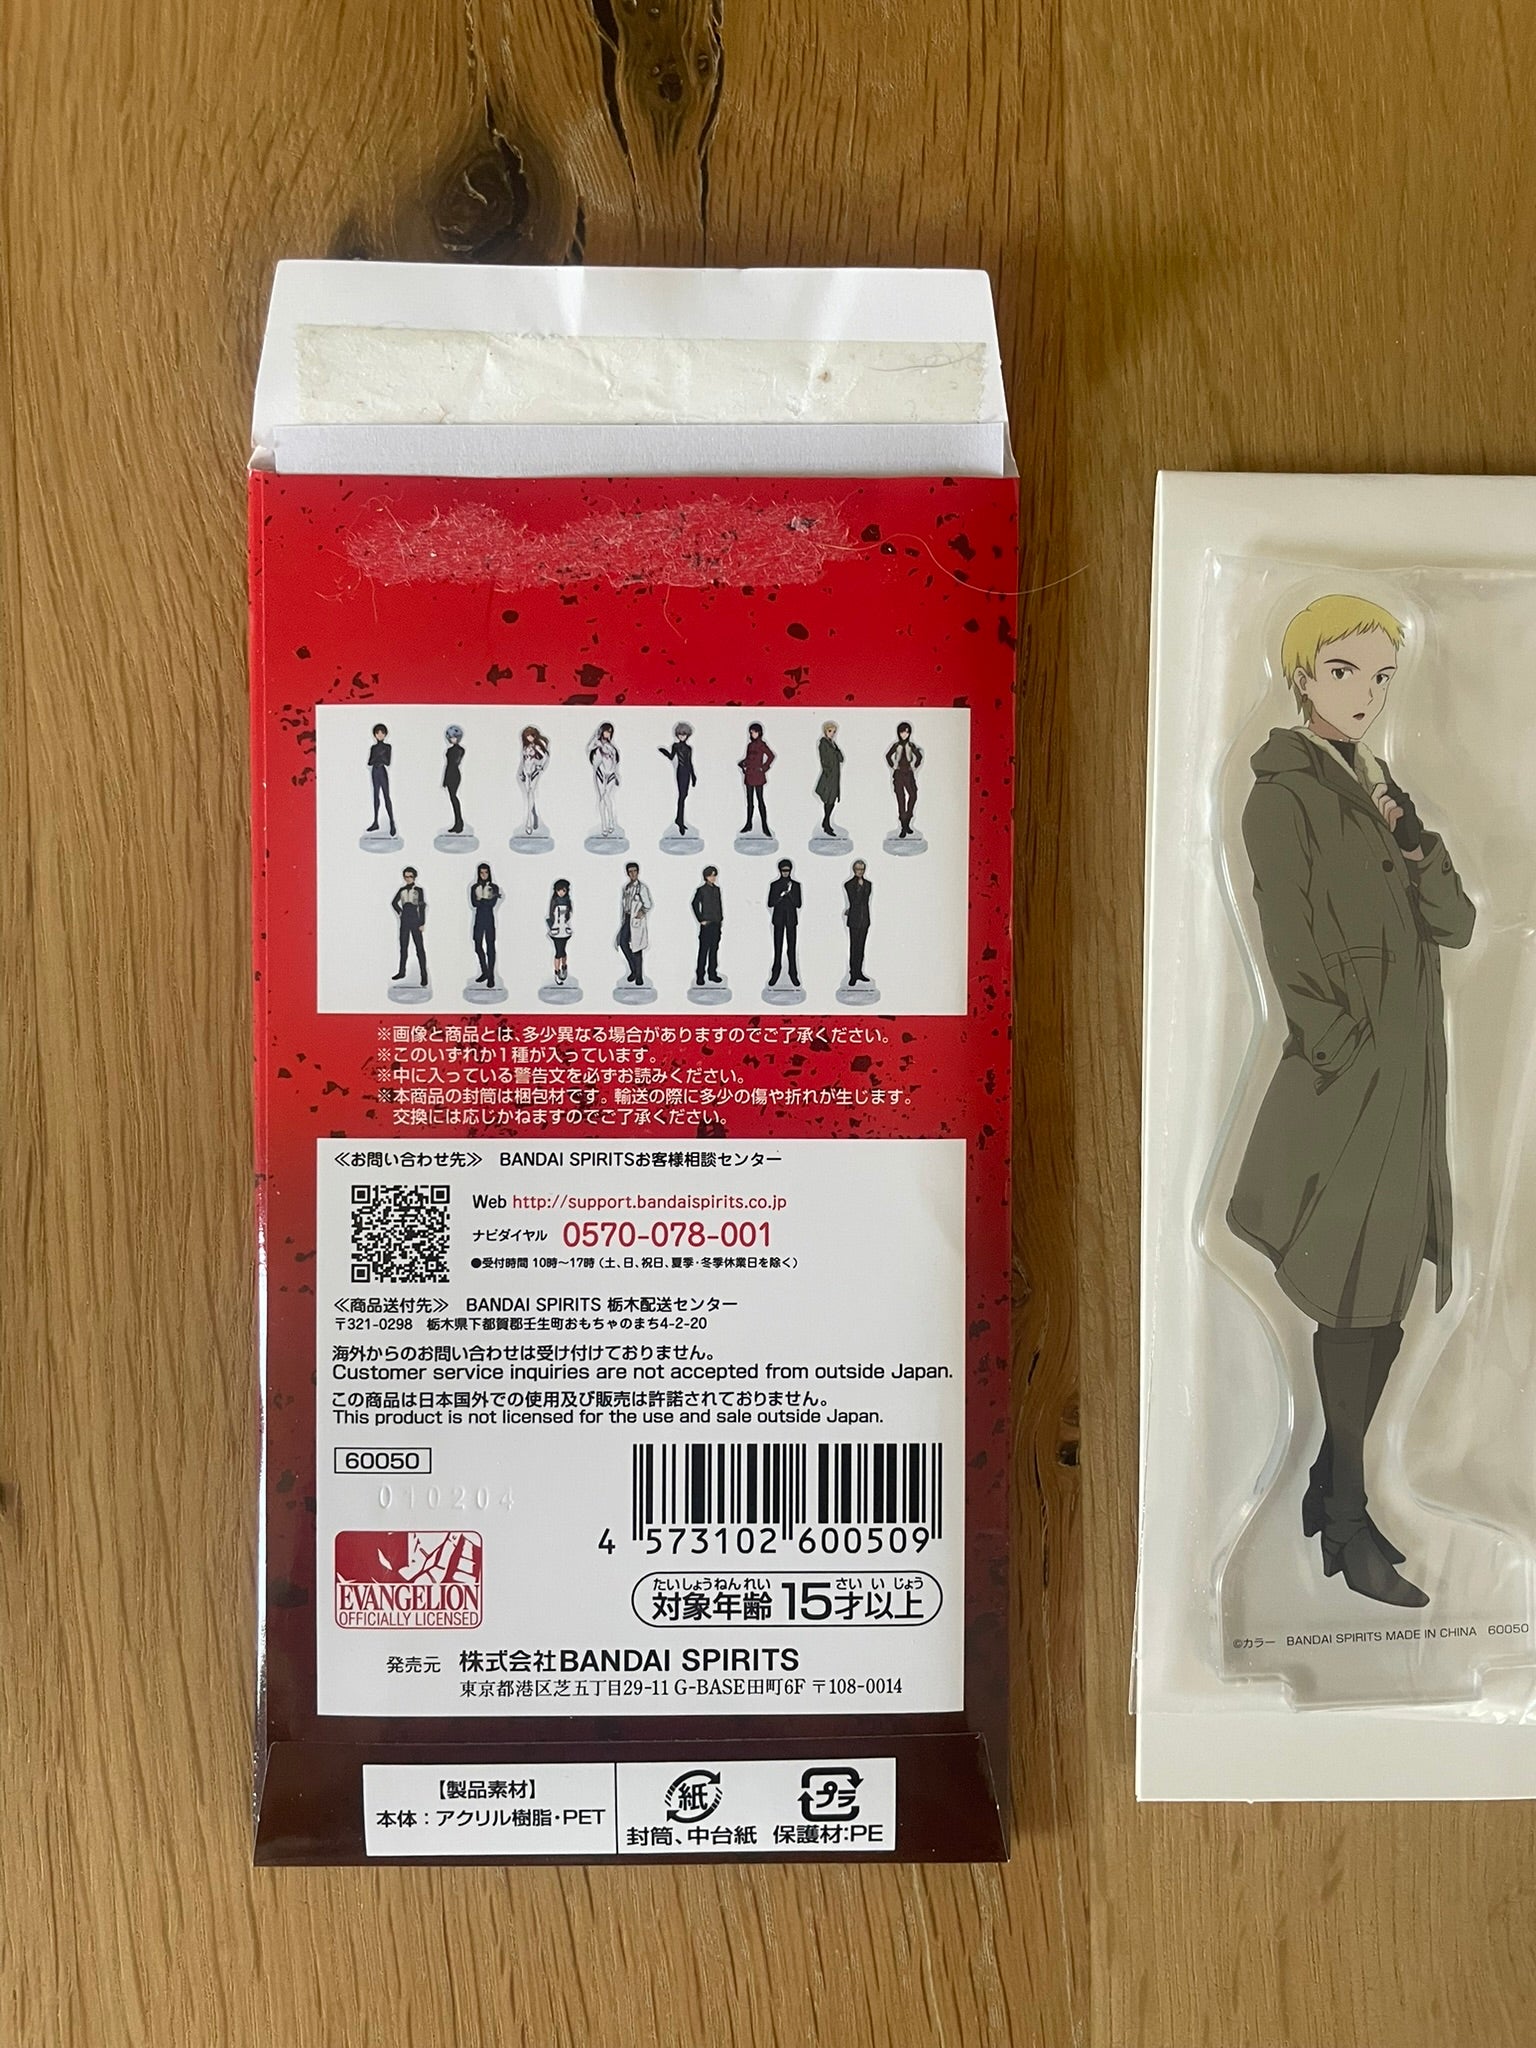 ※画像と商品とは、多少異なる場合がありますのでご了承ください。
※このいずれか1種が入っています。
※中に入っている警告文を必ずお読みください。
※本商品の封筒は梱包材です。輸送の際に多少の傷や折れが生じます。
交換には応じかねますのでご了承ください。
≪お問い合わせ先≫ BANDAI SPIRITSお客様相談センター
Web http://support.bandaispirits.co.jp
ナビダイヤル 0570-078-001
●受付時間 10時〜17時(土、日、祝日、夏季・冬季休業日を除く)
≪商品送付先≫ BANDAI SPIRITS 栃木配送センター
〒321-0298 栃木県下都賀郡壬生町おもちゃのまち4-2-20
海外からのお問い合わせは受け付けておりません。
Customer service inquiries are not accepted from outside Japan.
この商品は日本国外での使用及び販売は許諾されておりません。
This product is not licensed for the use and sale outside Japan.
60050
010204
4 573102 600509
EVANGELION
OFFICIALLY LICENSED
たいしょうねんれい さい い じょう
対象年齢 15才以上
発売元 株式会社BANDAI SPIRITS
東京都港区芝五丁目29-11 G-BASE田町6F 〒108-0014
【製品素材】
本体:アクリル樹脂・PET
紙
封筒、中台紙
プラ
保護材:PE
©カラー BANDAI SPIRITS MADE IN CHINA 60050